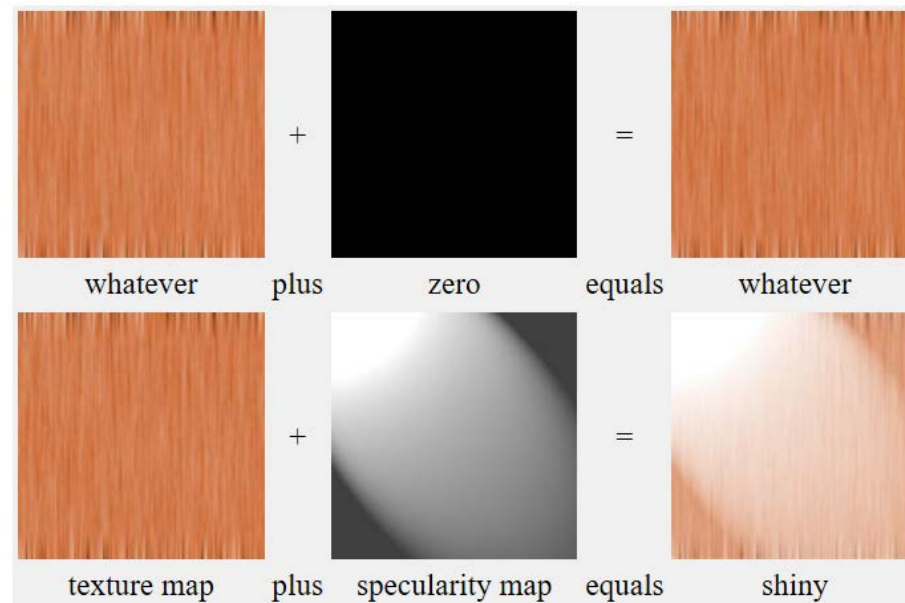 + =
whatever plus zero equals whatever
+ =
texture map plus specularity map equals shiny